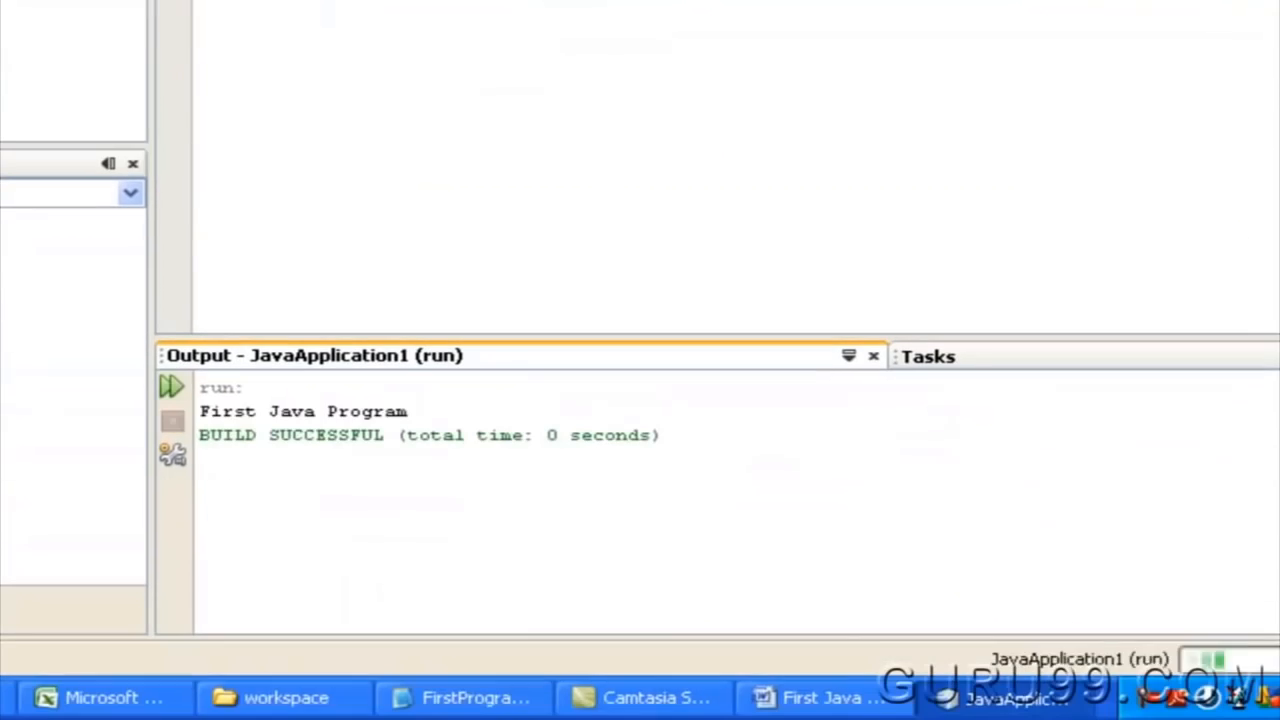 Output - JavaApplication1 (run)
Tasks
run:
First Java Program
BUILD SUCCESSFUL (total time: 0 seconds)
JavaApplication1 (run)
GURU99.COM
Microsoft ...
workspace
FirstProgra...
Camtasia S...
First Java ...
JavaApplic...